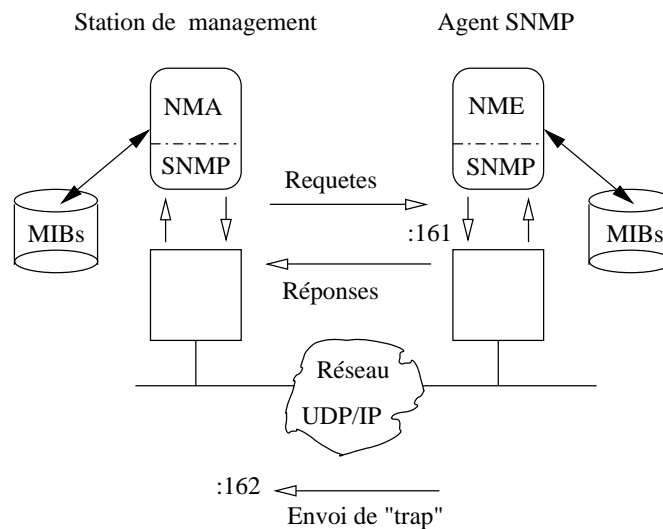 Station de management
Agent SNMP
NMA
NME
SNMP
SNMP
Requetes
MIBs
:161
MIBs
Réponses
Réseau
UDP/IP
:162
Envoi de "trap"